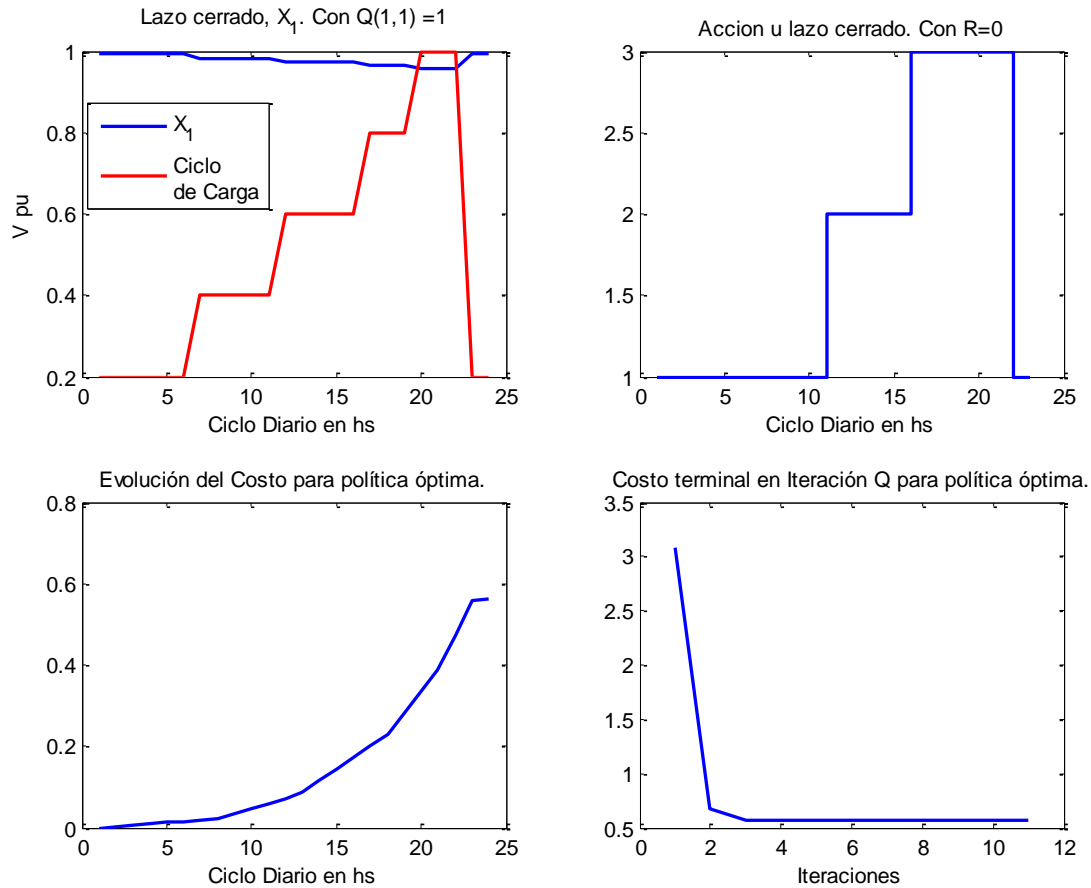 Lazo cerrado, X1. Con Q(1,1) =1
V pu
1
0.8
0.6
0.4
0.2
X1
Ciclo
de Carga
0 5 10 15 20 25
Ciclo Diario en hs
Accion u lazo cerrado. Con R=0
3
2.5
2
1.5
1
0 5 10 15 20 25
Ciclo Diario en hs
Evolución del Costo para política óptima.
0.8
0.6
0.4
0.2
0
0 5 10 15 20 25
Ciclo Diario en hs
Costo terminal en Iteración Q para política óptima.
3.5
3
2.5
2
1.5
1
0.5
0 2 4 6 8 10 12
Iteraciones